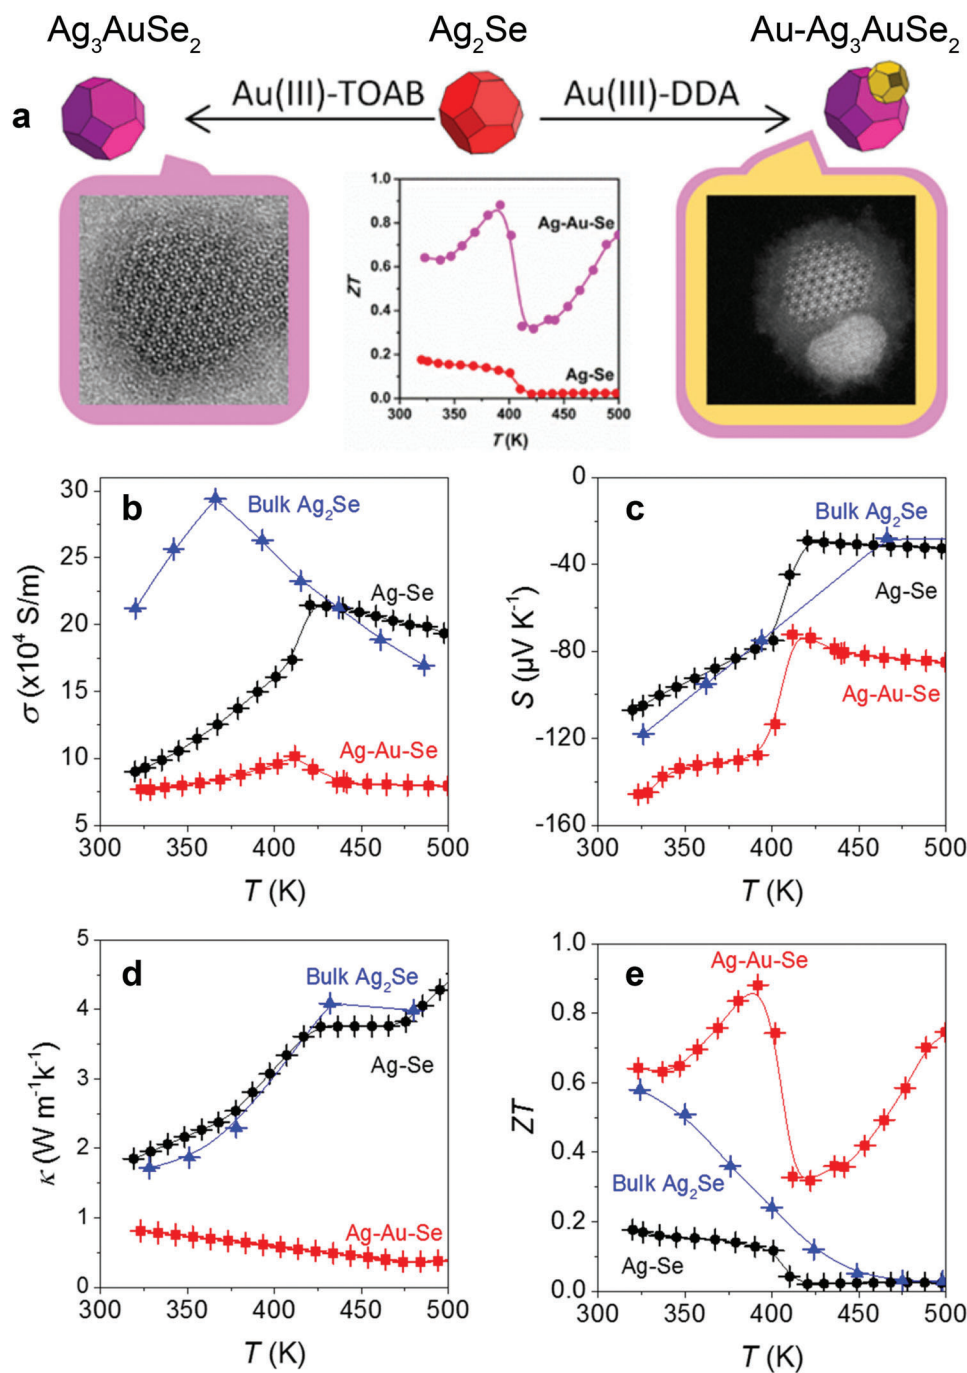 Ag3AuSe2 Ag2Se Au-Ag3AuSe2
a Au(III)-TOAB Au(III)-DDA
1.0
0.8
0.6
0.4
0.2
0.0
ZT
Ag-Au-Se
Ag-Se
300 350 400 450 500
T (K)
b
30
25
20
15
10
5
σ (x10⁴ S/m)
Bulk Ag2Se
Ag-Se
Ag-Au-Se
300 350 400 450 500
T (K)
c
0
-40
-80
-120
-160
S (µV K⁻¹)
Bulk Ag2Se
Ag-Se
Ag-Au-Se
300 350 400 450 500
T (K)
d
5
4
3
2
1
0
κ (W m⁻¹k⁻¹)
Bulk Ag2Se
Ag-Se
Ag-Au-Se
300 350 400 450 500
T (K)
e
1.0
0.8
0.6
0.4
0.2
0.0
ZT
Ag-Au-Se
Bulk Ag2Se
Ag-Se
300 350 400 450 500
T (K)